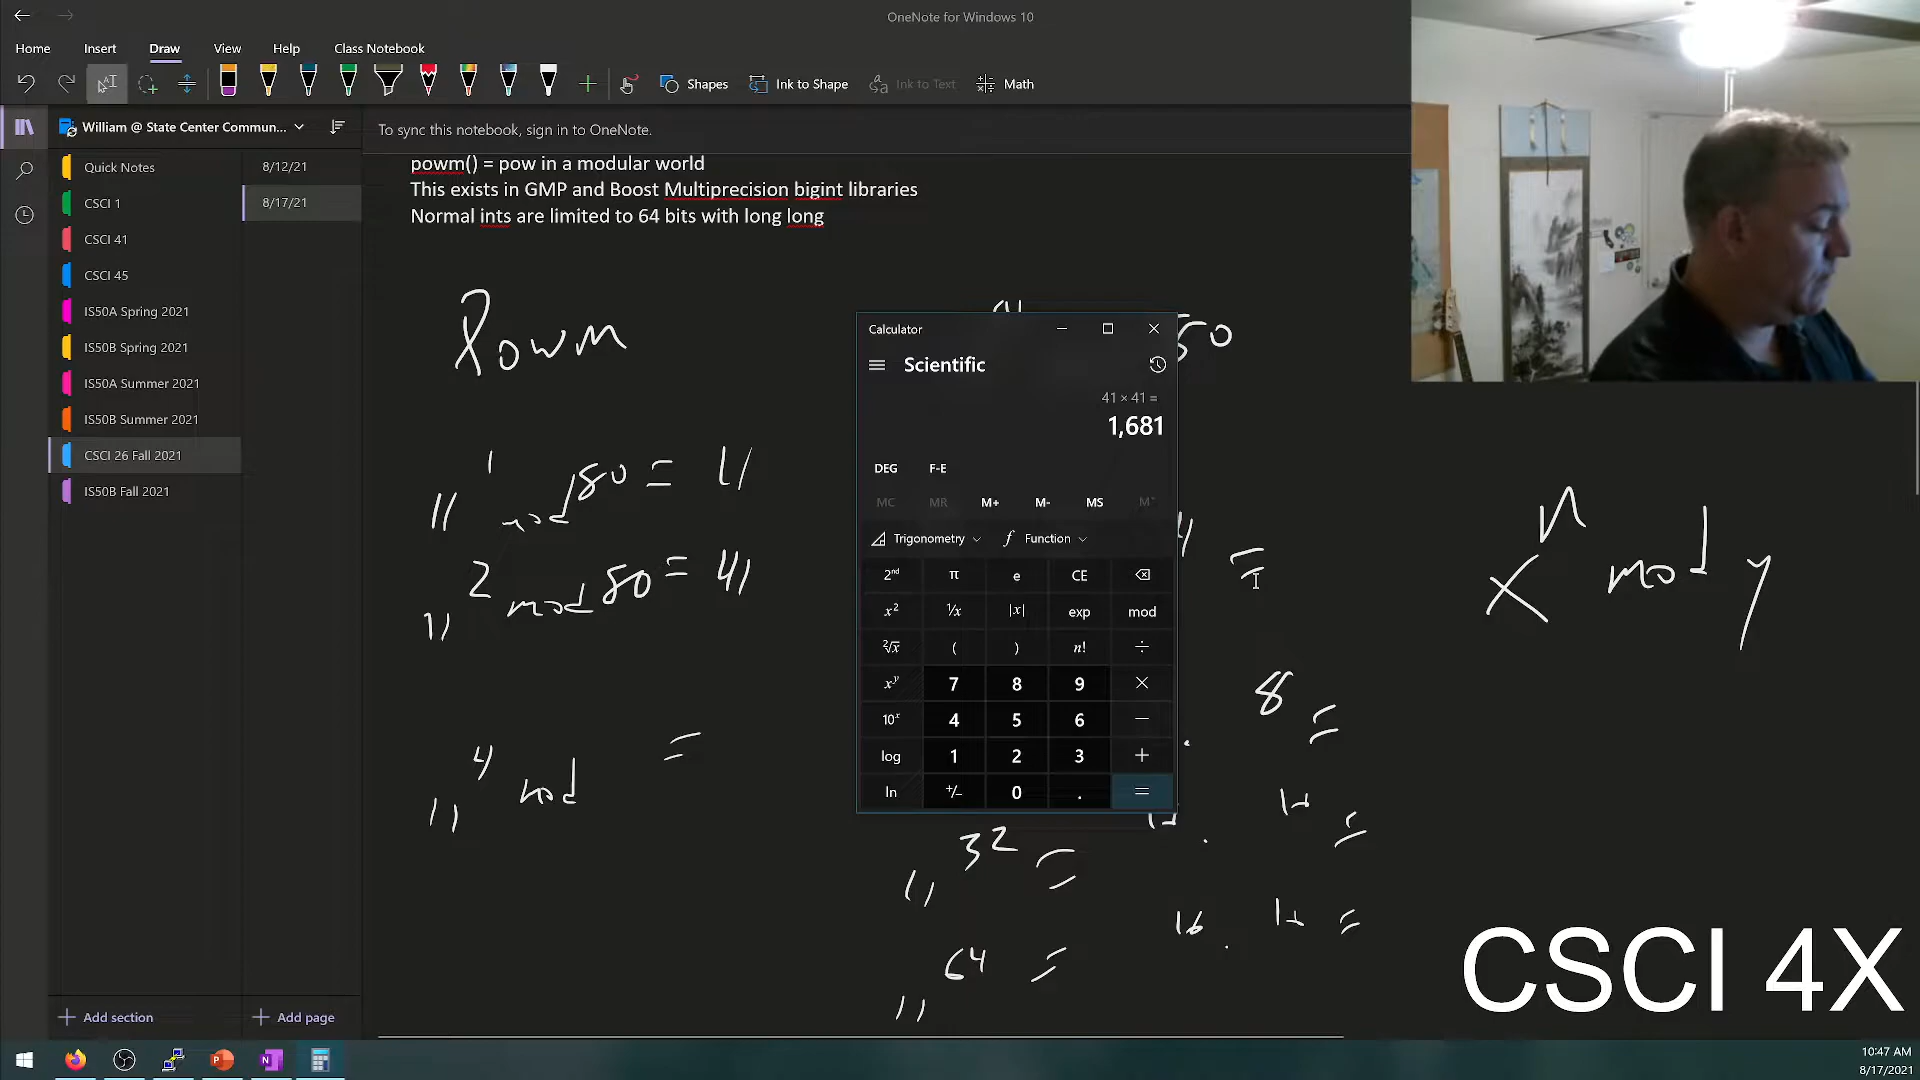 OneNote for Windows 10
Home Insert Draw View Help Class Notebook
Shapes Ink to Shape Ink to Text Math
William @ State Center Commun...
To sync this notebook, sign in to OneNote.
Quick Notes
CSCI 1
CSCI 41
CSCI 45
IS50A Spring 2021
IS50B Spring 2021
IS50A Summer 2021
IS50B Summer 2021
CSCI 26 Fall 2021
IS50B Fall 2021
8/12/21
8/17/21
Add section
Add page
powm() = pow in a modular world
This exists in GMP and Boost Multiprecision bigint libraries
Normal ints are limited to 64 bits with long long
Powm
50
11^1 mod 80 = 11
11^2 mod 80 = 41
11^4 mod =
4 =
8 =
11^32 =
16 . 16 =
11^64 =
x^n mod y
Calculator
Scientific
41 × 41 =
1,681
DEG F-E
MC MR M+ M- MS M˅
Trigonometry Function
2nd π e CE
x² ¹/x |x| exp mod
²√x ( ) n! ÷
xʸ 7 8 9 ×
10ˣ 4 5 6 −
log 1 2 3 +
ln +/− 0 . =
CSCI 4X
10:47 AM
8/17/2021